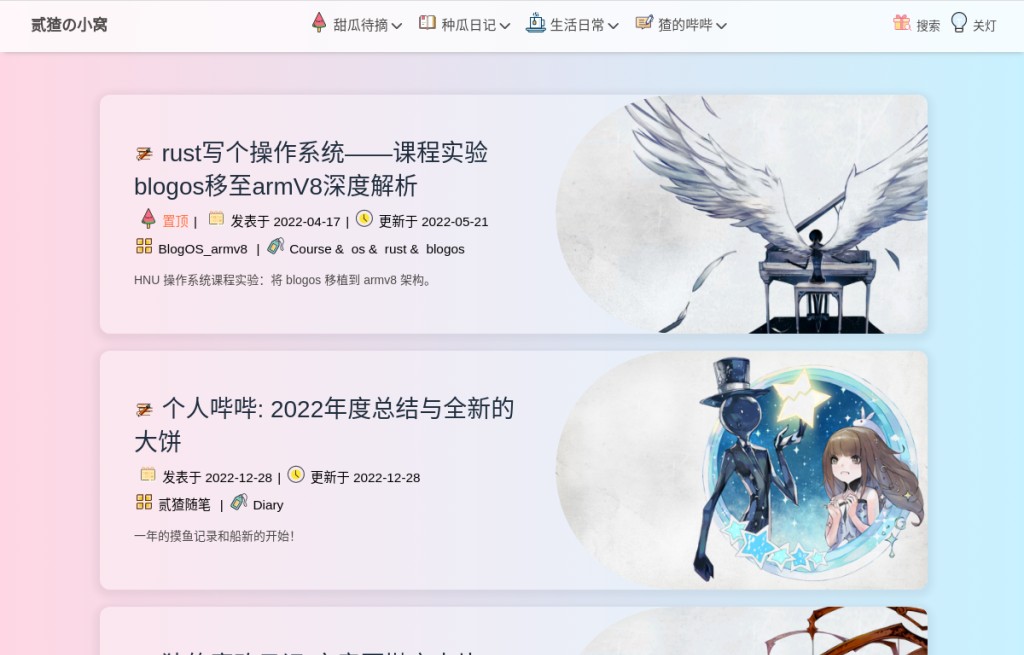 贰猹の小窝
甜瓜待摘 种瓜日记 生活日常 猹的哔哔 搜索 关灯
rust写个操作系统——课程实验
blogos移至armV8深度解析
置顶 | 发表于 2022-04-17 | 更新于 2022-05-21
BlogOS_armv8 | Course & os & rust & blogos
HNU 操作系统课程实验：将 blogos 移植到 armv8 架构。
个人哔哔: 2022年度总结与全新的
大饼
发表于 2022-12-28 | 更新于 2022-12-28
贰猹随笔 | Diary
一年的摸鱼记录和船新的开始！